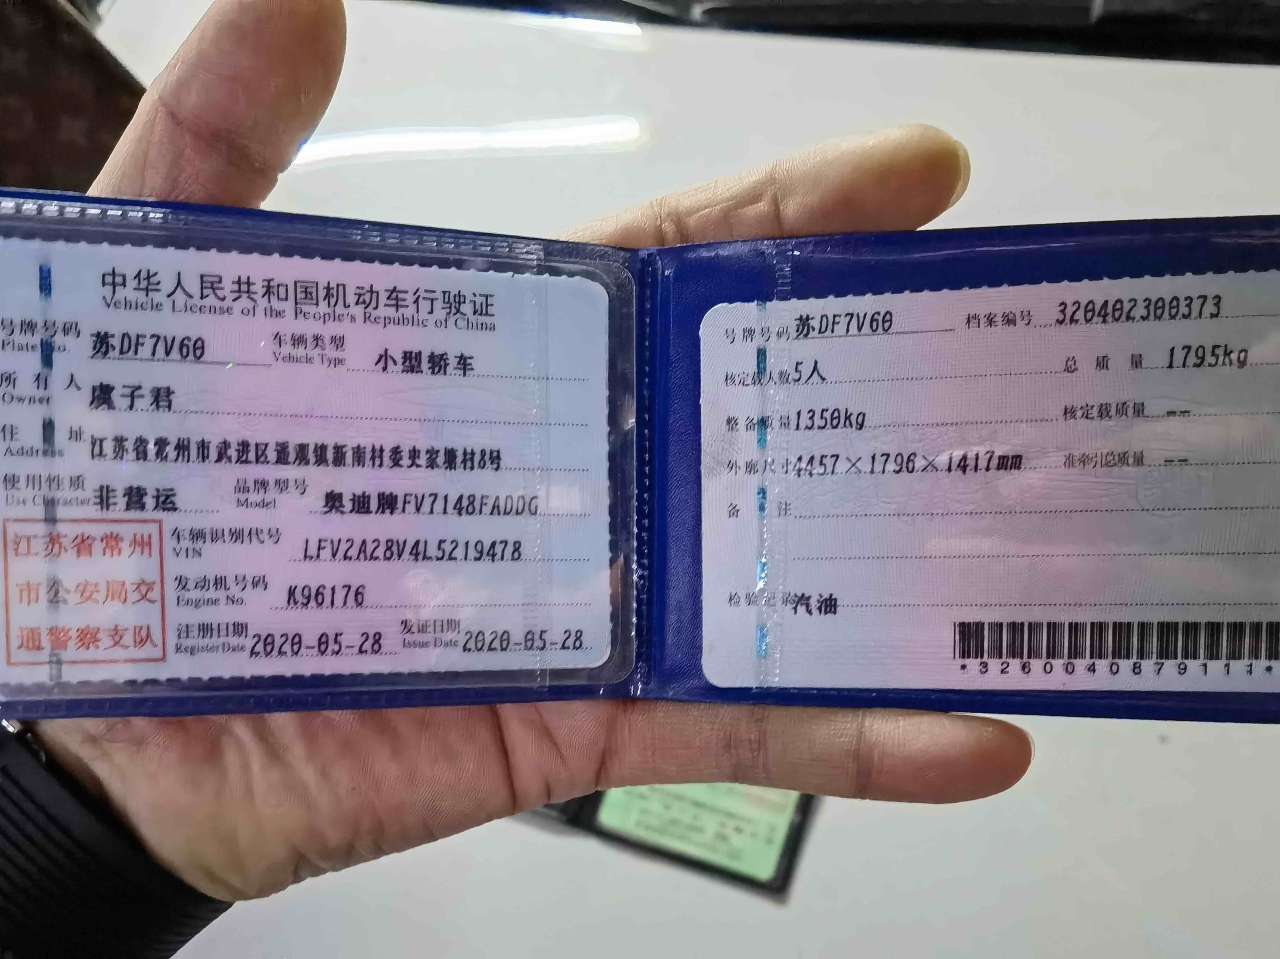 中华人民共和国机动车行驶证
Vehicle License of the People's Republic of China
号牌号码 苏DF7V60 车辆类型 小型轿车
Plate No. Vehicle Type
所有人 虞子君
Owner
住址 江苏省常州市武进区遥观镇新南村委史家塘村8号
Address
使用性质 非营运 品牌型号 奥迪牌FV7148FADDG
Use Character Model
江苏省常州
市公安局交
通警察支队
车辆识别代号 LFV2A28V4L5219478
VIN
发动机号码 K96176
Engine No.
注册日期 2020-05-28 发证日期 2020-05-28
Register Date Issue Date
号牌号码 苏DF7V60 档案编号 320402300373
核定载人数 5人 总质量 1795kg
整备质量 1350kg 核定载质量 --
外廓尺寸 4457×1796×1417mm 准牵引总质量 --
备注
检验记录 汽油
*3260040879111*